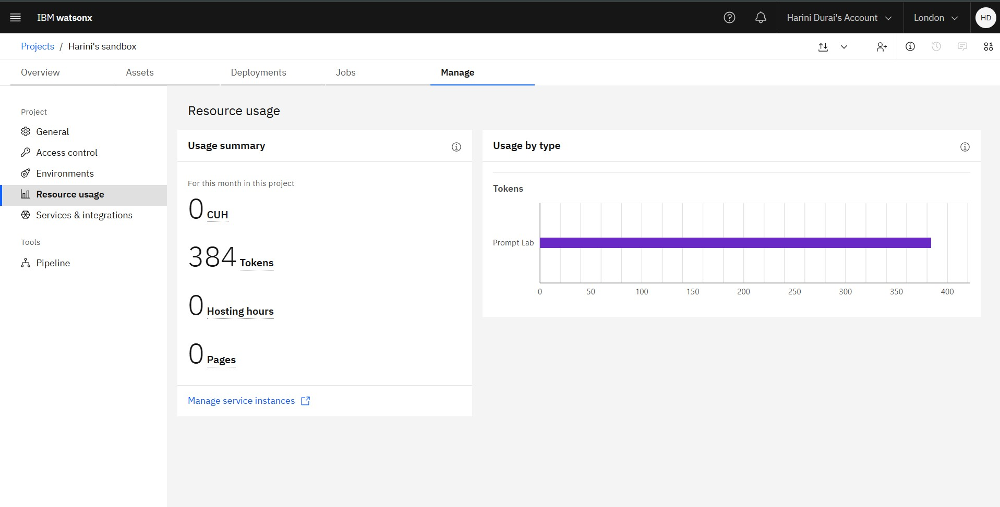 IBM watsonx
Harini Durai's Account
London
HD
Projects / Harini's sandbox
Overview
Assets
Deployments
Jobs
Manage
Project
General
Access control
Environments
Resource usage
Services & integrations
Tools
Pipeline
Resource usage
Usage summary
For this month in this project
0 CUH
384 Tokens
0 Hosting hours
0 Pages
Manage service instances
Usage by type
Tokens
Prompt Lab
0 50 100 150 200 250 300 350 400